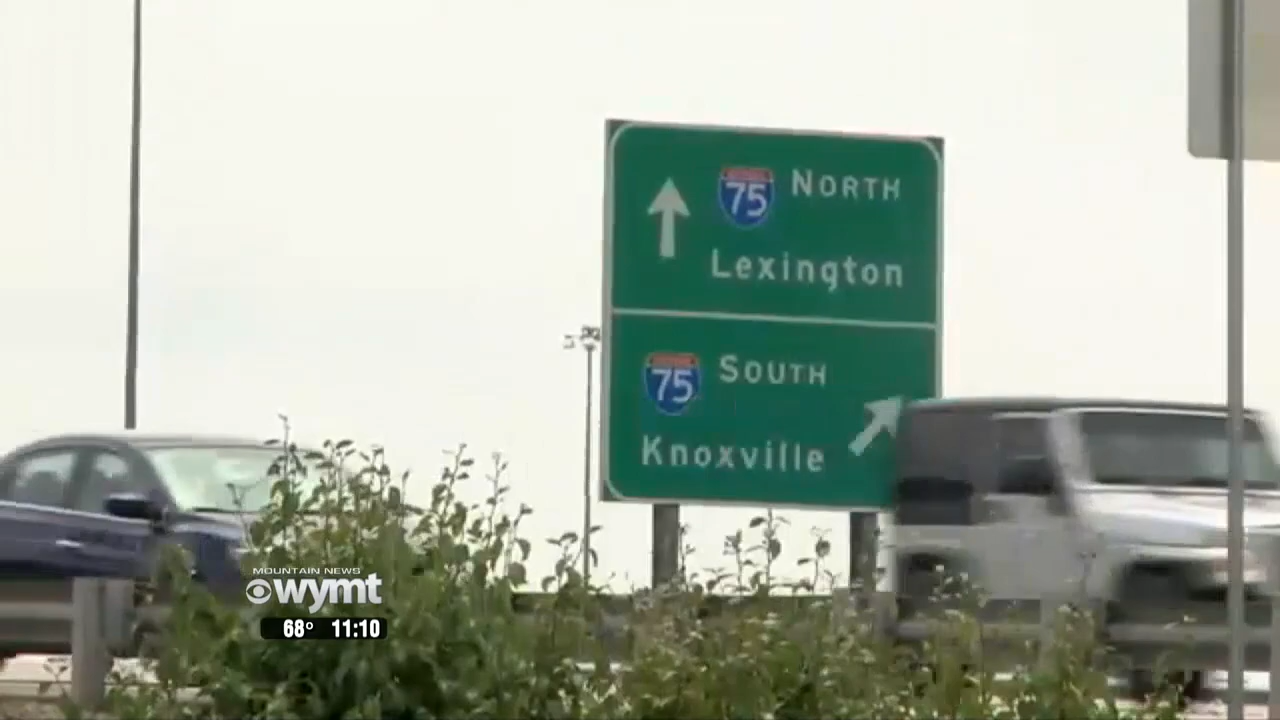 75 NORTH
Lexington
75 SOUTH
Knoxville
MOUNTAIN NEWS
wymt
68° 11:10